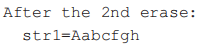 After the 2nd erase:
str1=Aabcfgh